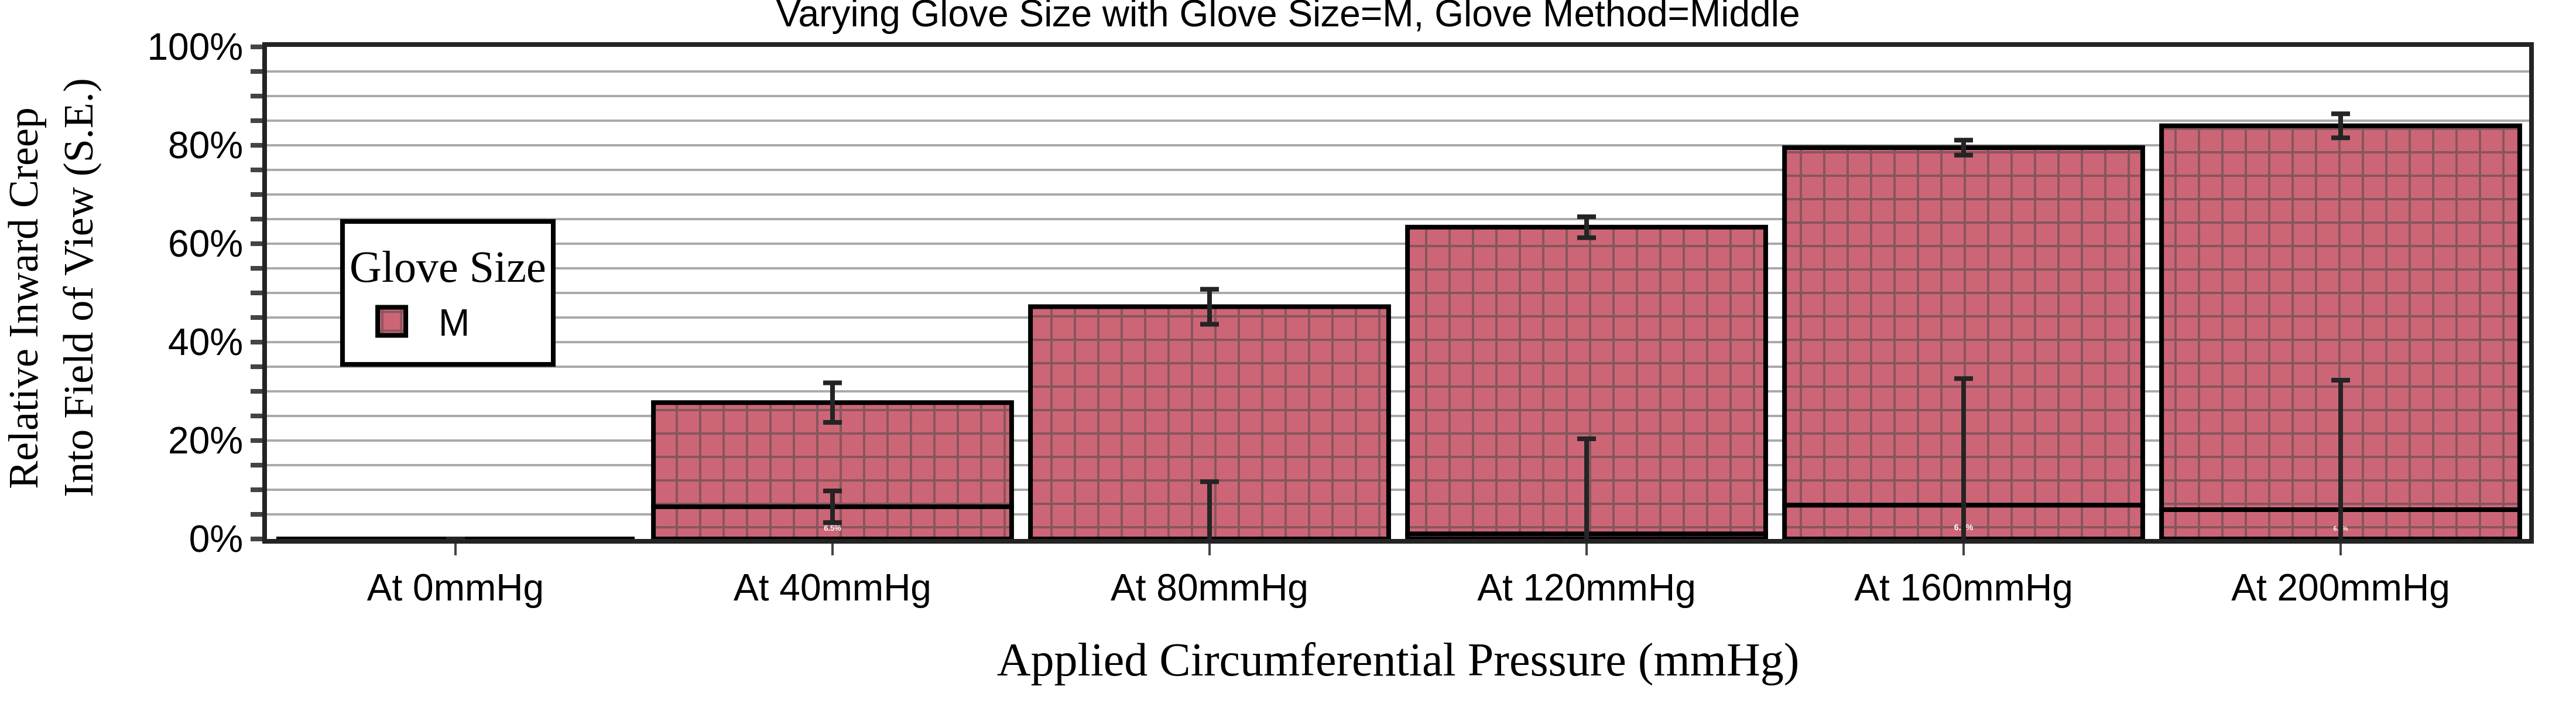 Varying Glove Size with Glove Size=M, Glove Method=Middle
Relative Inward Creep
Into Field of View (S.E.)
100%
80%
60%
40%
20%
0%
Glove Size
M
6.5%
At 0mmHg
At 40mmHg
At 80mmHg
At 120mmHg
At 160mmHg
At 200mmHg
Applied Circumferential Pressure (mmHg)